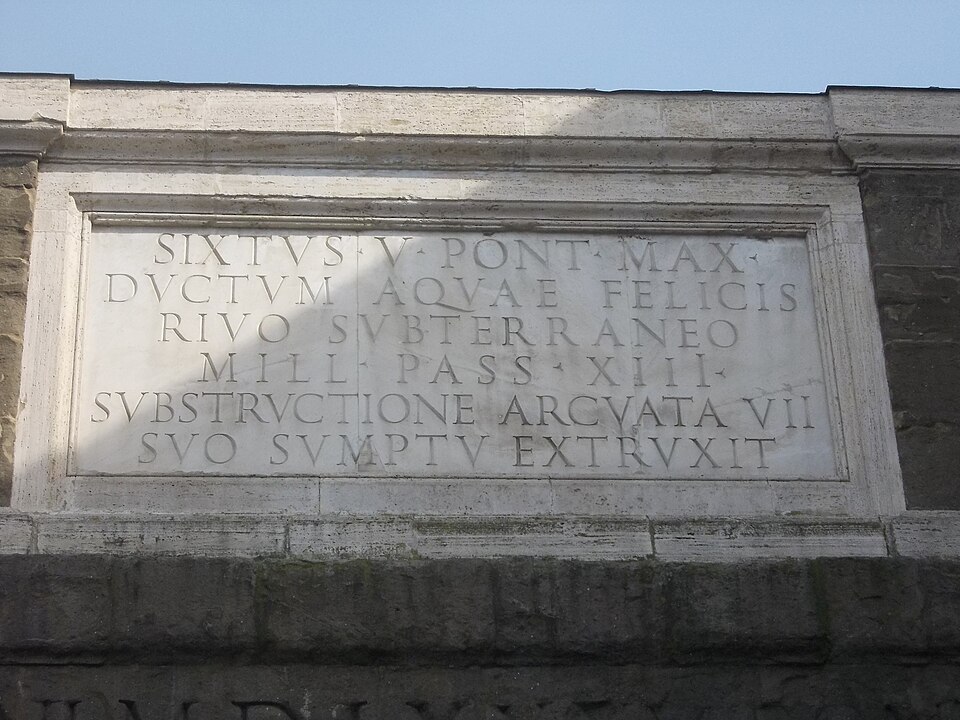 SIXTVS · V · PONT · MAX ·
DVCTVM AQVAE FELICIS
RIVO SVBTERRANEO
MILL · PASS · XIII ·
SVBSTRVCTIONE ARCVATA VII
SVO SVMPTV EXTRVXIT